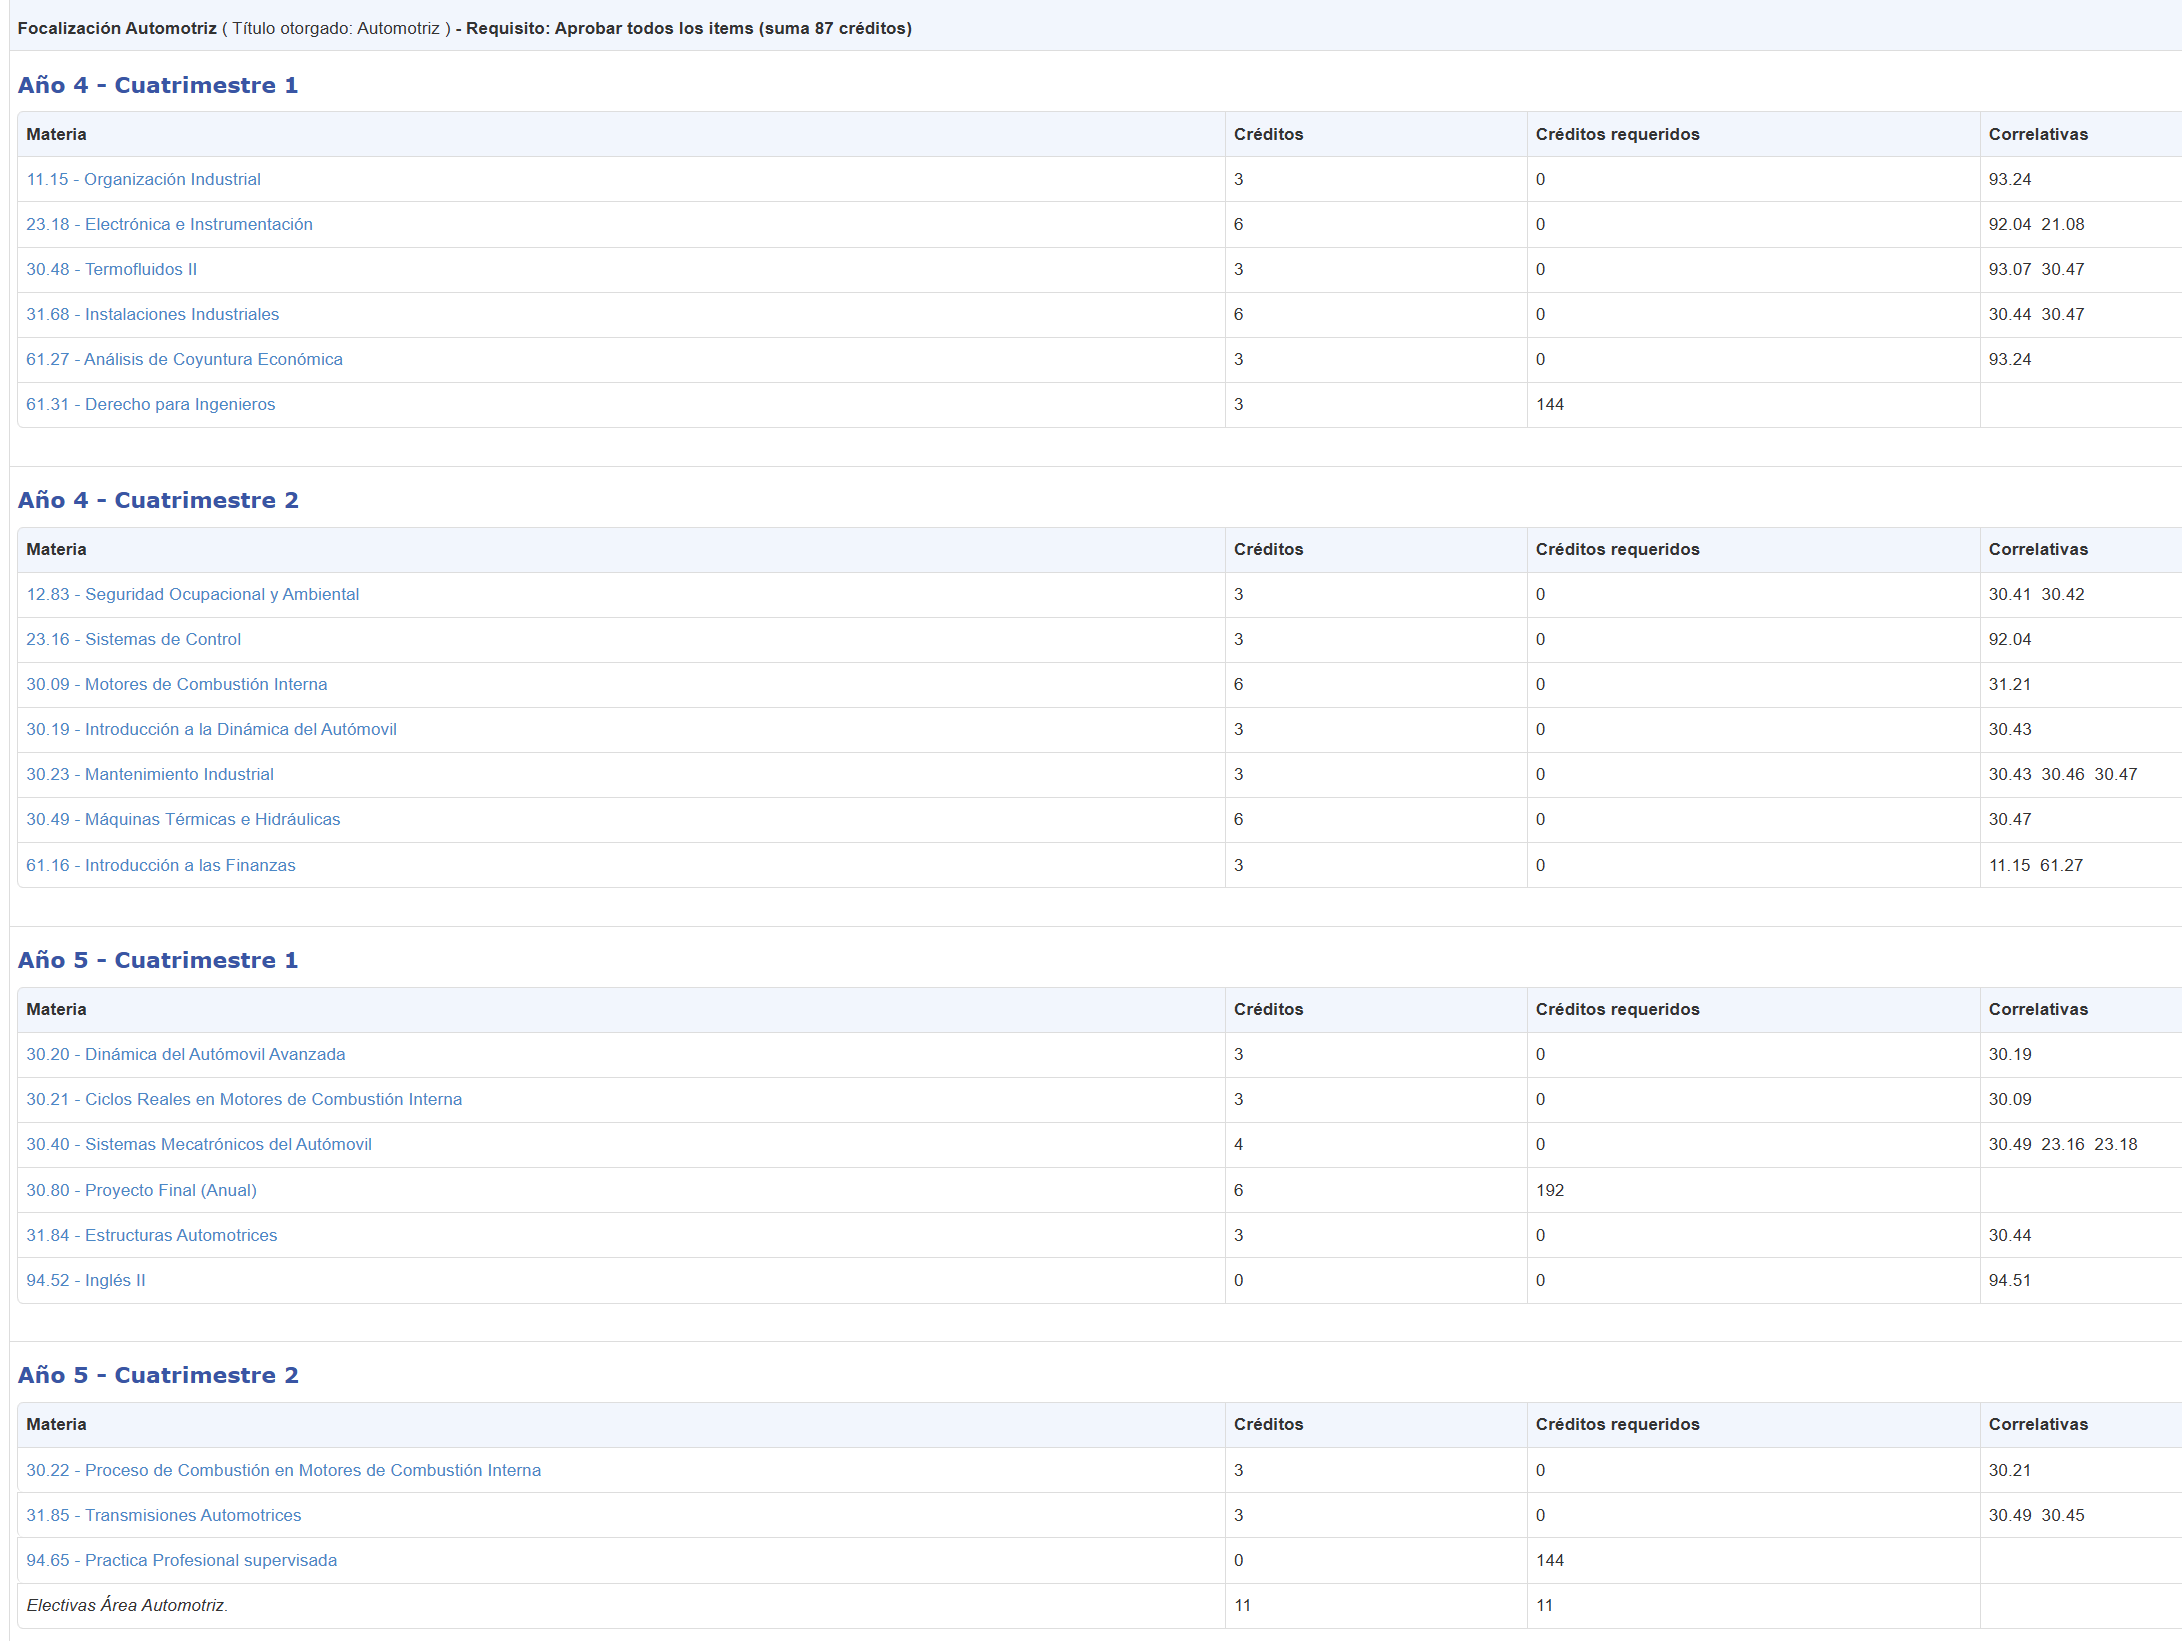 Focalización Automotriz ( Título otorgado: Automotriz ) - Requisito: Aprobar todos los items (suma 87 créditos)
Año 4 - Cuatrimestre 1
Materia Créditos Créditos requeridos Correlativas
11.15 - Organización Industrial 3 0 93.24
23.18 - Electrónica e Instrumentación 6 0 92.04 21.08
30.48 - Termofluidos II 3 0 93.07 30.47
31.68 - Instalaciones Industriales 6 0 30.44 30.47
61.27 - Análisis de Coyuntura Económica 3 0 93.24
61.31 - Derecho para Ingenieros 3 144
Año 4 - Cuatrimestre 2
Materia Créditos Créditos requeridos Correlativas
12.83 - Seguridad Ocupacional y Ambiental 3 0 30.41 30.42
23.16 - Sistemas de Control 3 0 92.04
30.09 - Motores de Combustión Interna 6 0 31.21
30.19 - Introducción a la Dinámica del Autómovil 3 0 30.43
30.23 - Mantenimiento Industrial 3 0 30.43 30.46 30.47
30.49 - Máquinas Térmicas e Hidráulicas 6 0 30.47
61.16 - Introducción a las Finanzas 3 0 11.15 61.27
Año 5 - Cuatrimestre 1
Materia Créditos Créditos requeridos Correlativas
30.20 - Dinámica del Autómovil Avanzada 3 0 30.19
30.21 - Ciclos Reales en Motores de Combustión Interna 3 0 30.09
30.40 - Sistemas Mecatrónicos del Autómovil 4 0 30.49 23.16 23.18
30.80 - Proyecto Final (Anual) 6 192
31.84 - Estructuras Automotrices 3 0 30.44
94.52 - Inglés II 0 0 94.51
Año 5 - Cuatrimestre 2
Materia Créditos Créditos requeridos Correlativas
30.22 - Proceso de Combustión en Motores de Combustión Interna 3 0 30.21
31.85 - Transmisiones Automotrices 3 0 30.49 30.45
94.65 - Practica Profesional supervisada 0 144
Electivas Área Automotriz. 11 11